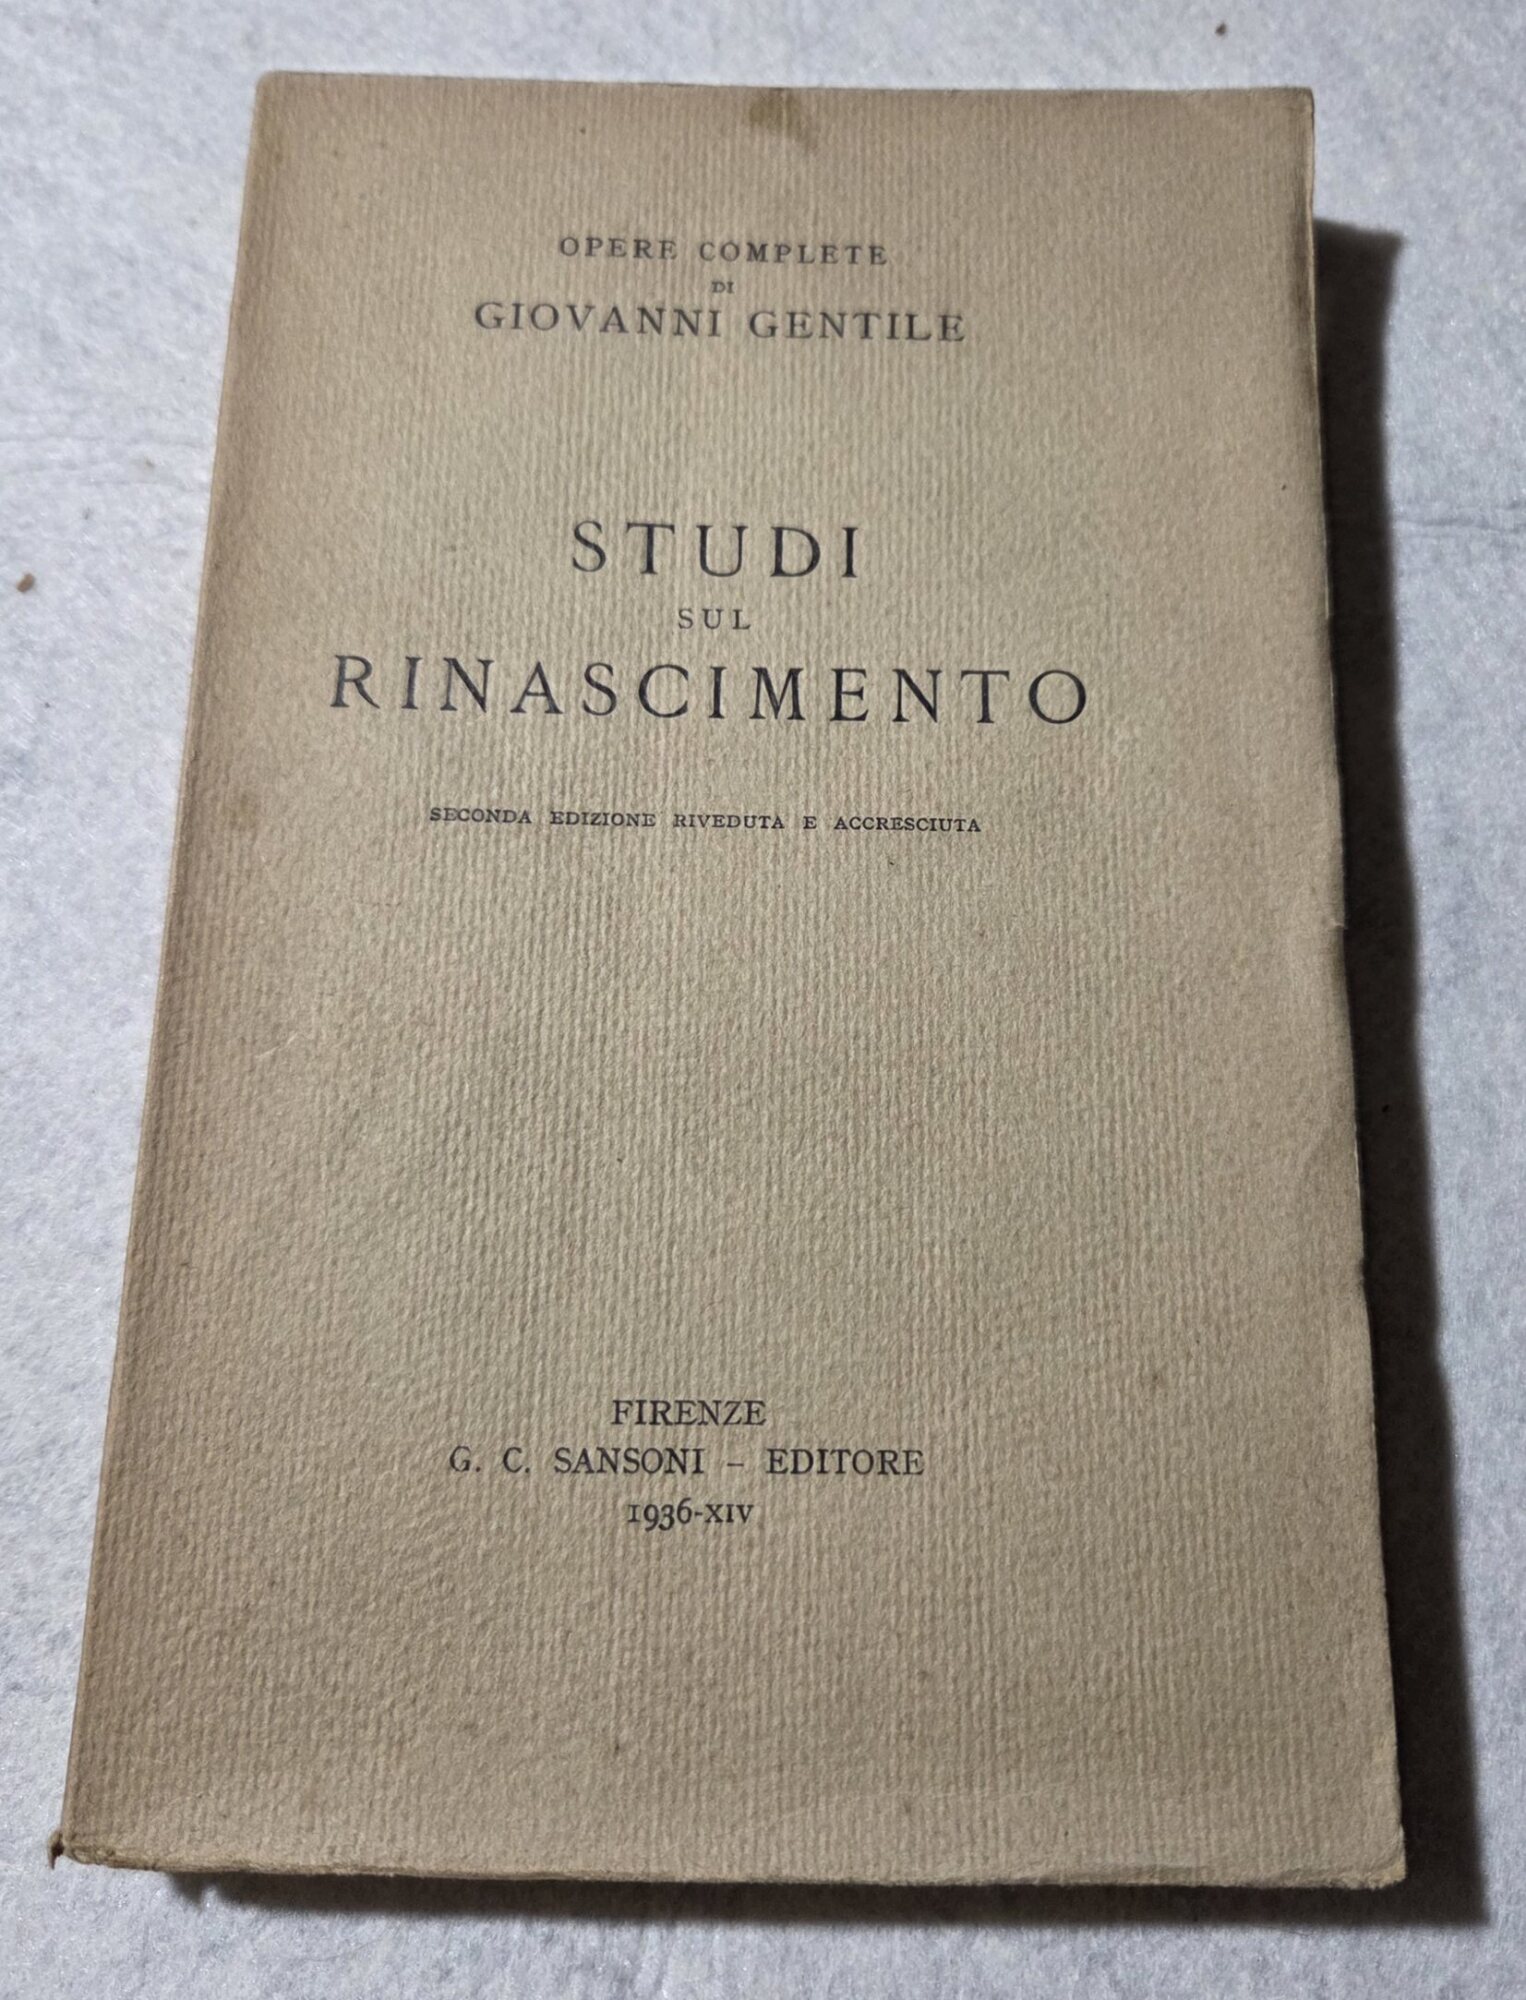 OPERE COMPLETE
DI
GIOVANNI GENTILE
STUDI
SUL
RINASCIMENTO
SECONDA EDIZIONE RIVEDUTA E ACCRESCIUTA
FIRENZE
G. C. SANSONI – EDITORE
1936-XIV